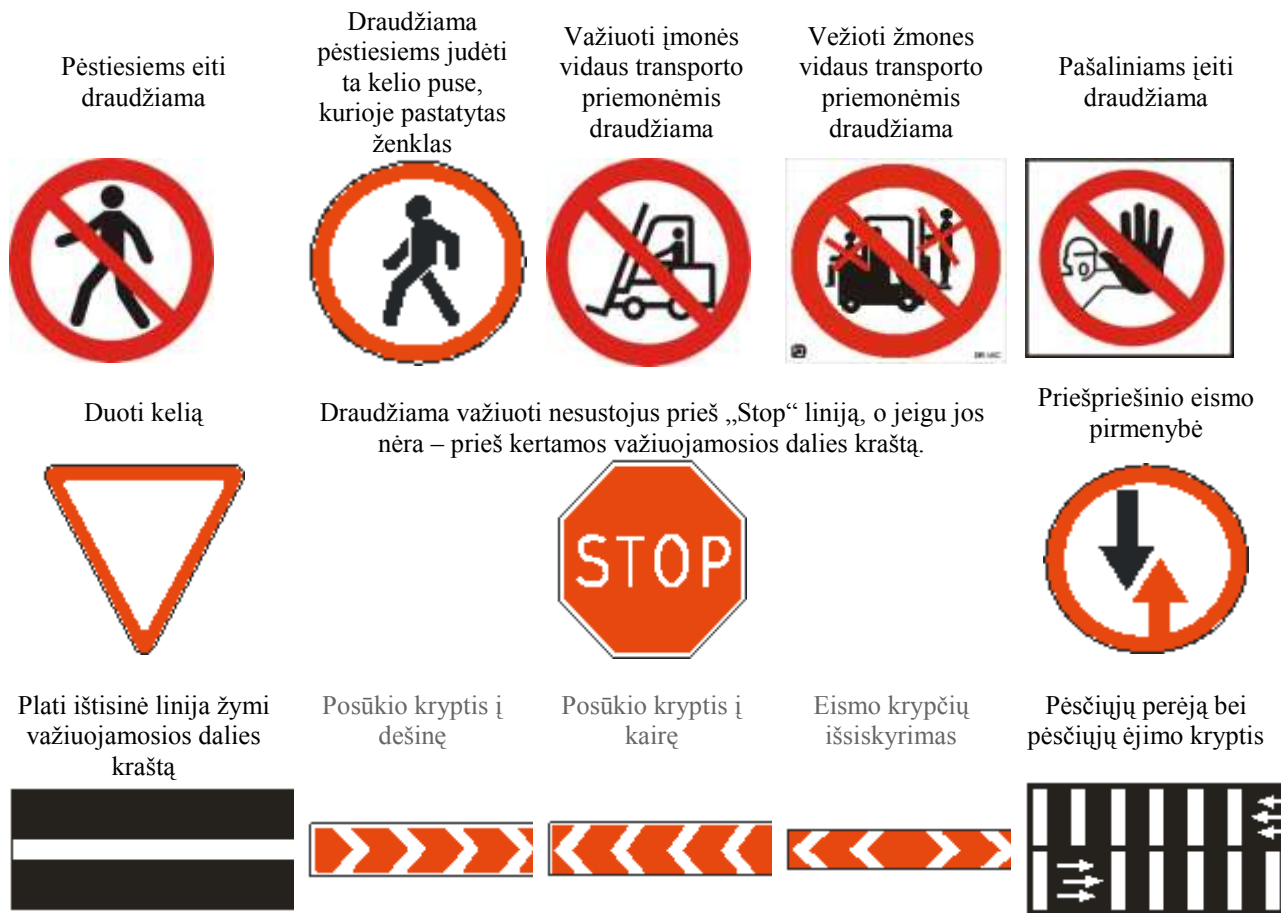 Pėstiesiems eiti
draudžiama
Draudžiama
pėstiesiems judėti
ta kelio puse,
kurioje pastatytas
ženklas
Važiuoti įmonės
vidaus transporto
priemonėmis
draudžiama
Vežioti žmones
vidaus transporto
priemonėmis
draudžiama
Pašaliniams įeiti
draudžiama
Duoti kelią
Draudžiama važiuoti nesustojus prieš „Stop“ liniją, o jeigu jos
nėra – prieš kertamos važiuojamosios dalies kraštą.
STOP
Priešpriešinio eismo
pirmenybė
Plati ištisinė linija žymi
važiuojamosios dalies
kraštą
Posūkio kryptis į
dešinę
Posūkio kryptis į
kairę
Eismo krypčių
išsiskyrimas
Pėsčiųjų perėją bei
pėsčiųjų ėjimo kryptis